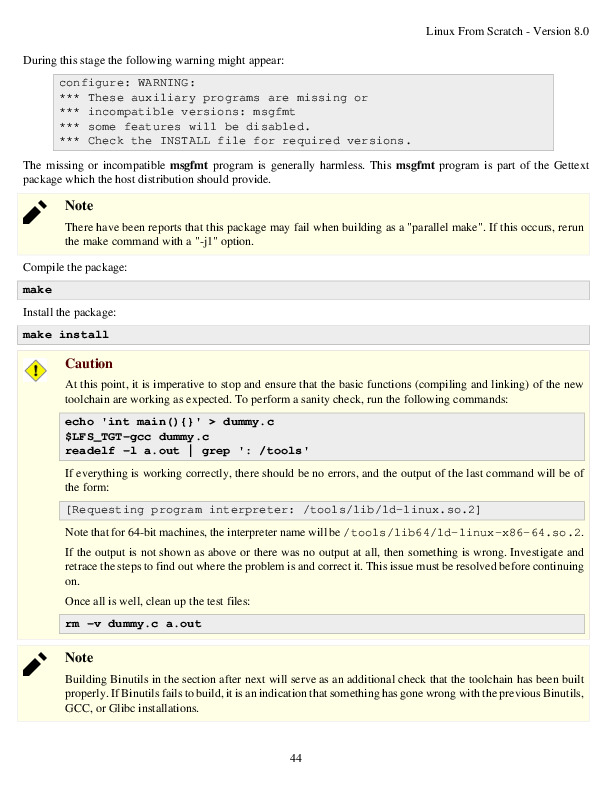 Linux From Scratch - Version 8.0
During this stage the following warning might appear:
configure: WARNING:
*** These auxiliary programs are missing or
*** incompatible versions: msgfmt
*** some features will be disabled.
*** Check the INSTALL file for required versions.
The missing or incompatible msgfmt program is generally harmless. This msgfmt program is part of the Gettext
package which the host distribution should provide.
Note
There have been reports that this package may fail when building as a "parallel make". If this occurs, rerun
the make command with a "-j1" option.
Compile the package:
make
Install the package:
make install
Caution
At this point, it is imperative to stop and ensure that the basic functions (compiling and linking) of the new
toolchain are working as expected. To perform a sanity check, run the following commands:
echo 'int main(){}' > dummy.c
$LFS_TGT-gcc dummy.c
readelf -l a.out | grep ': /tools'
If everything is working correctly, there should be no errors, and the output of the last command will be of
the form:
[Requesting program interpreter: /tools/lib/ld-linux.so.2]
Note that for 64-bit machines, the interpreter name will be /tools/lib64/ld-linux-x86-64.so.2.
If the output is not shown as above or there was no output at all, then something is wrong. Investigate and
retrace the steps to find out where the problem is and correct it. This issue must be resolved before continuing
on.
Once all is well, clean up the test files:
rm -v dummy.c a.out
Note
Building Binutils in the section after next will serve as an additional check that the toolchain has been built
properly. If Binutils fails to build, it is an indication that something has gone wrong with the previous Binutils,
GCC, or Glibc installations.
44